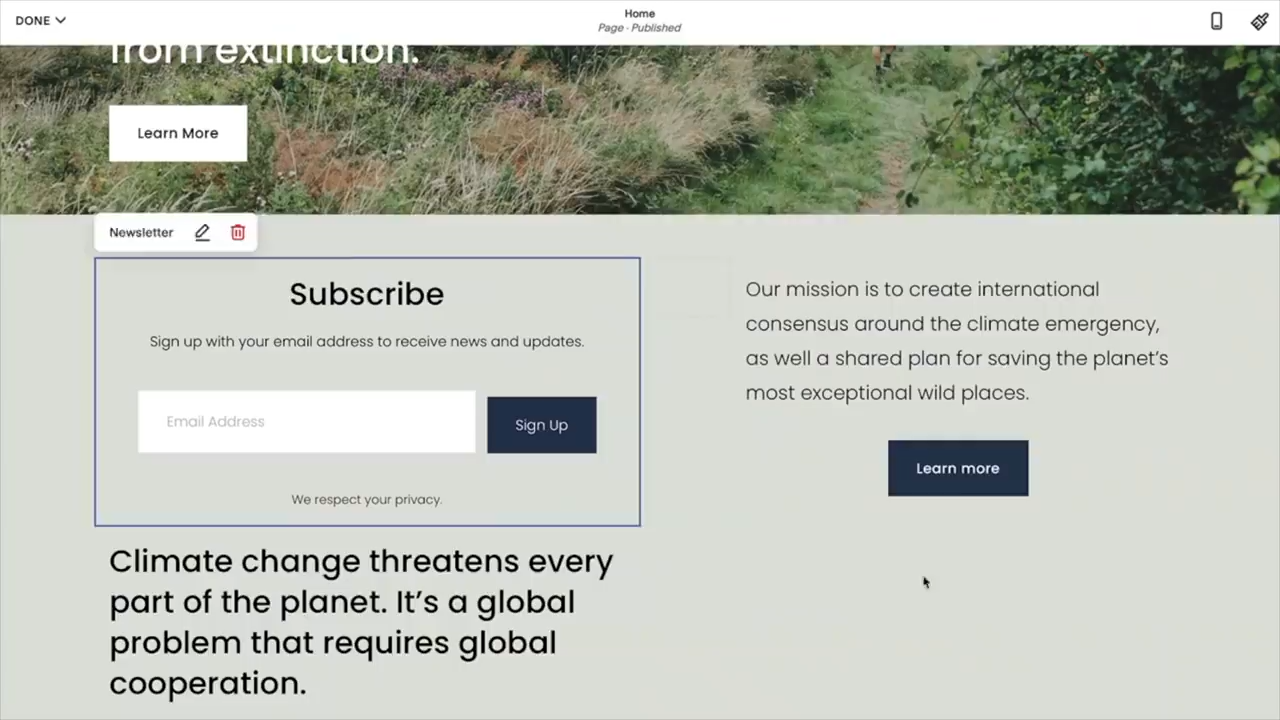 DONE
Home
Page · Published
from extinction.
Learn More
Newsletter
Subscribe
Sign up with your email address to receive news and updates.
Email Address
Sign Up
We respect your privacy.
Our mission is to create international
consensus around the climate emergency,
as well a shared plan for saving the planet’s
most exceptional wild places.
Learn more
Climate change threatens every
part of the planet. It’s a global
problem that requires global
cooperation.